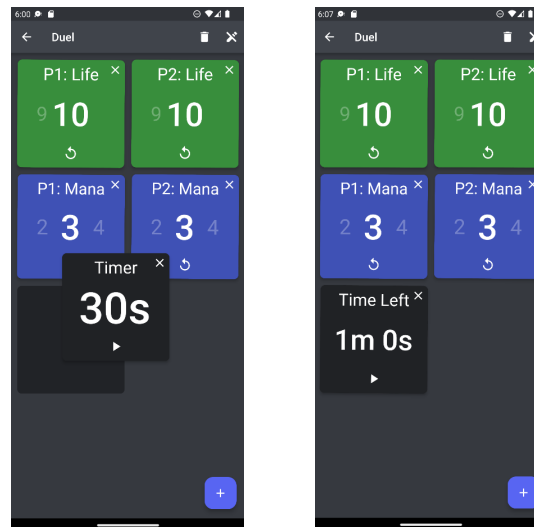 6:00
Duel
P1: Life
P2: Life
9 10
9 10
P1: Mana
P2: Mana
2 3 4
2 3 4
Timer
30s
6:07
Duel
P1: Life
P2: Life
9 10
9 10
P1: Mana
P2: Mana
2 3 4
2 3 4
Time Left
1m 0s